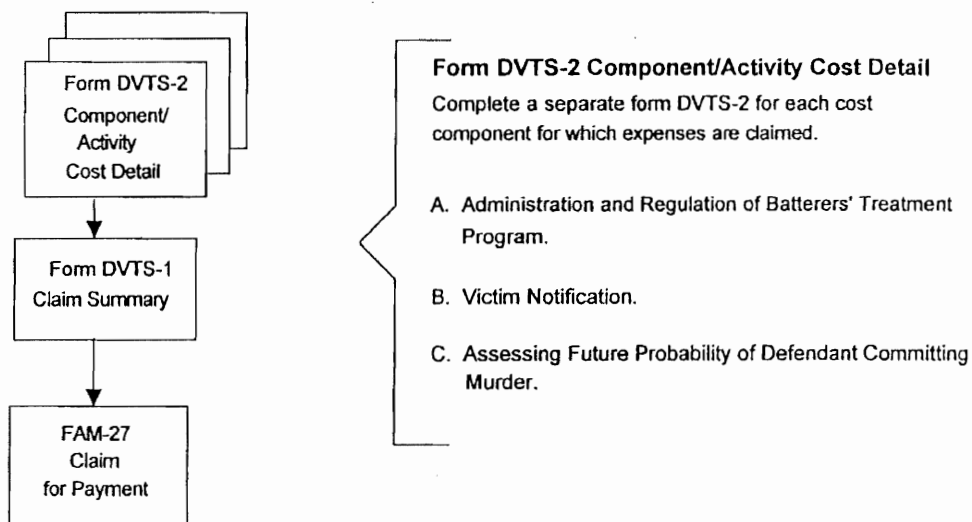 Form DVTS-2
Component/
Activity
Cost Detail
Form DVTS-1
Claim Summary
FAM-27
Claim
for Payment
Form DVTS-2 Component/Activity Cost Detail
Complete a separate form DVTS-2 for each cost
component for which expenses are claimed.
A. Administration and Regulation of Batterers' Treatment
Program.
B. Victim Notification.
C. Assessing Future Probability of Defendant Committing
Murder.